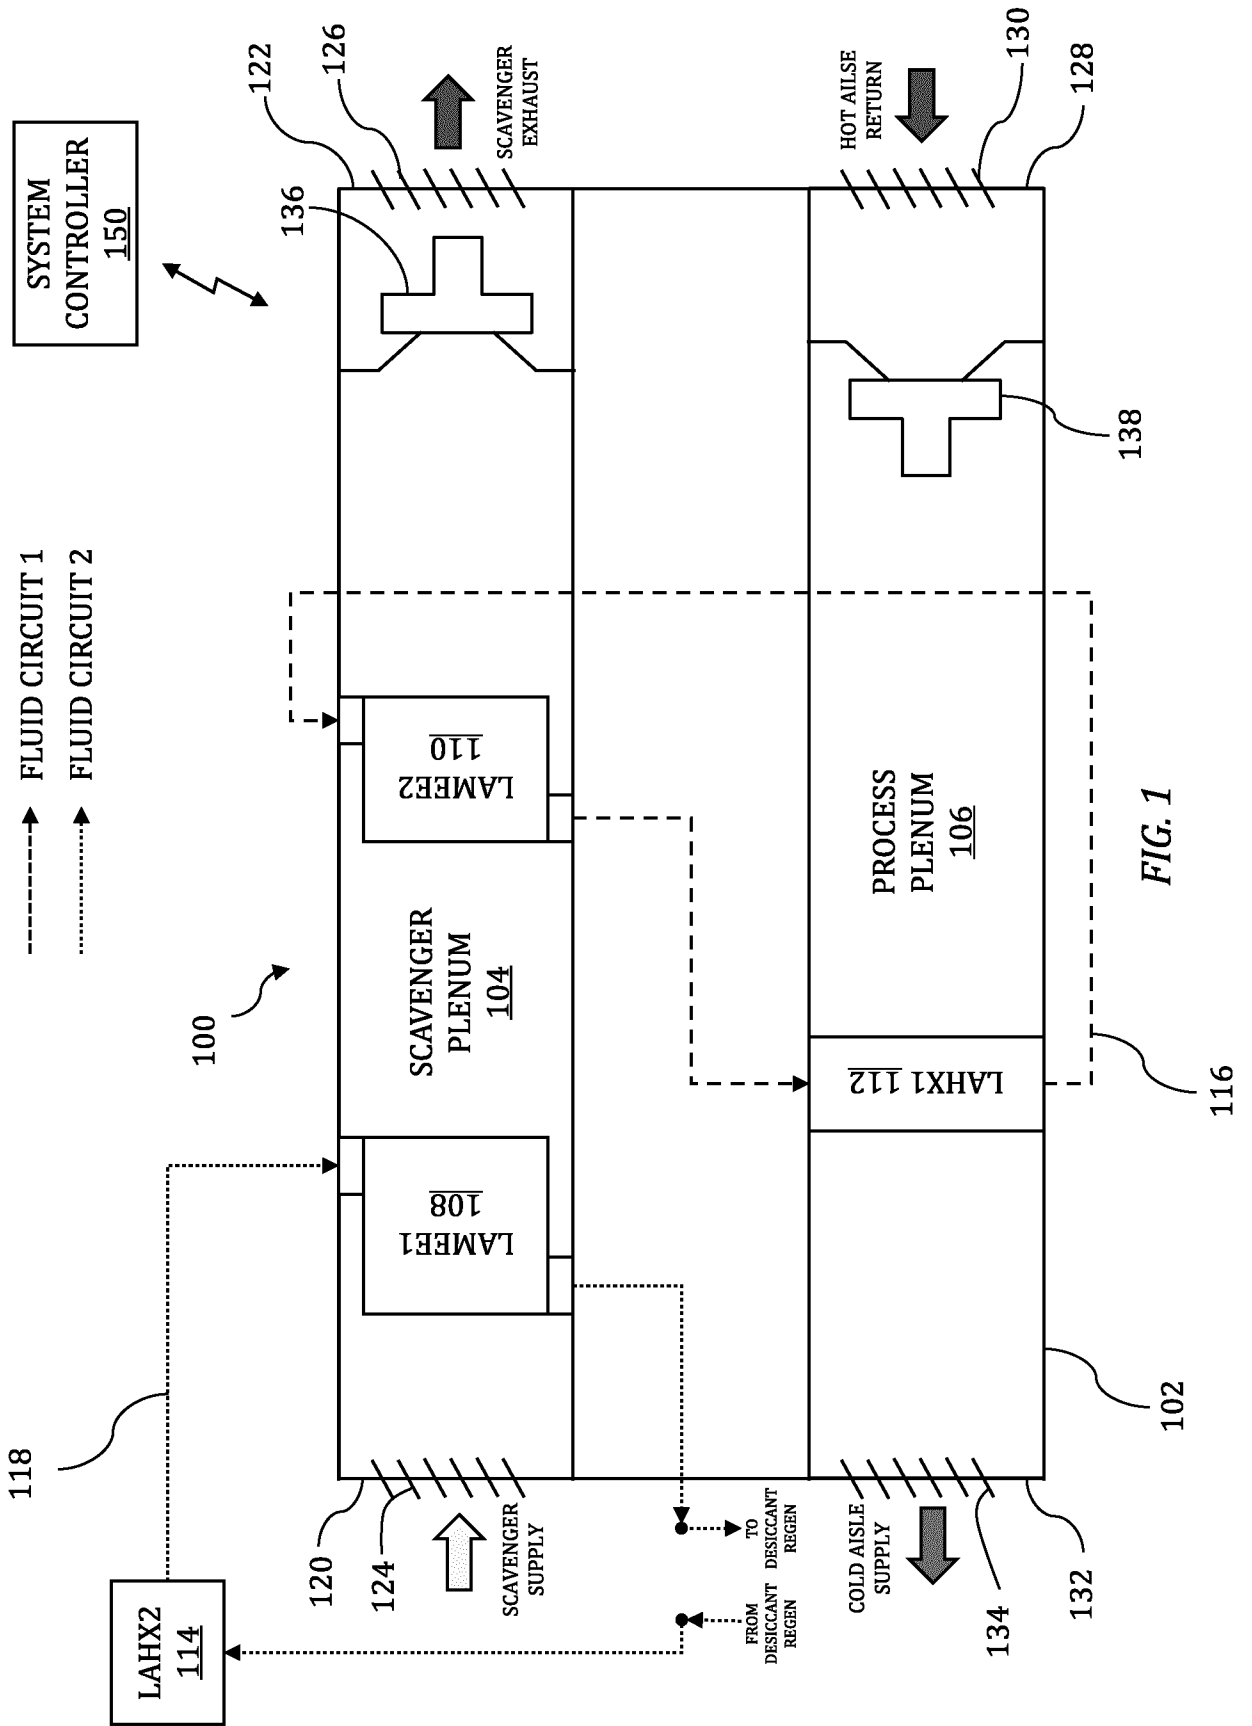 SYSTEM
CONTROLLER
150
FLUID CIRCUIT 1
FLUID CIRCUIT 2
100
118
LAHX2
114
120
124
SCAVENGER
SUPPLY
LAMEE1
108
SCAVENGER
PLENUM
104
LAMEE2
110
136
122
126
SCAVENGER
EXHAUST
FROM
DESICCANT
REGEN
TO
DESICCANT
REGEN
COLD AISLE
SUPPLY
134
132
102
LAHX1 112
116
PROCESS
PLENUM
106
138
HOT AILSE
RETURN
130
128
FIG. 1